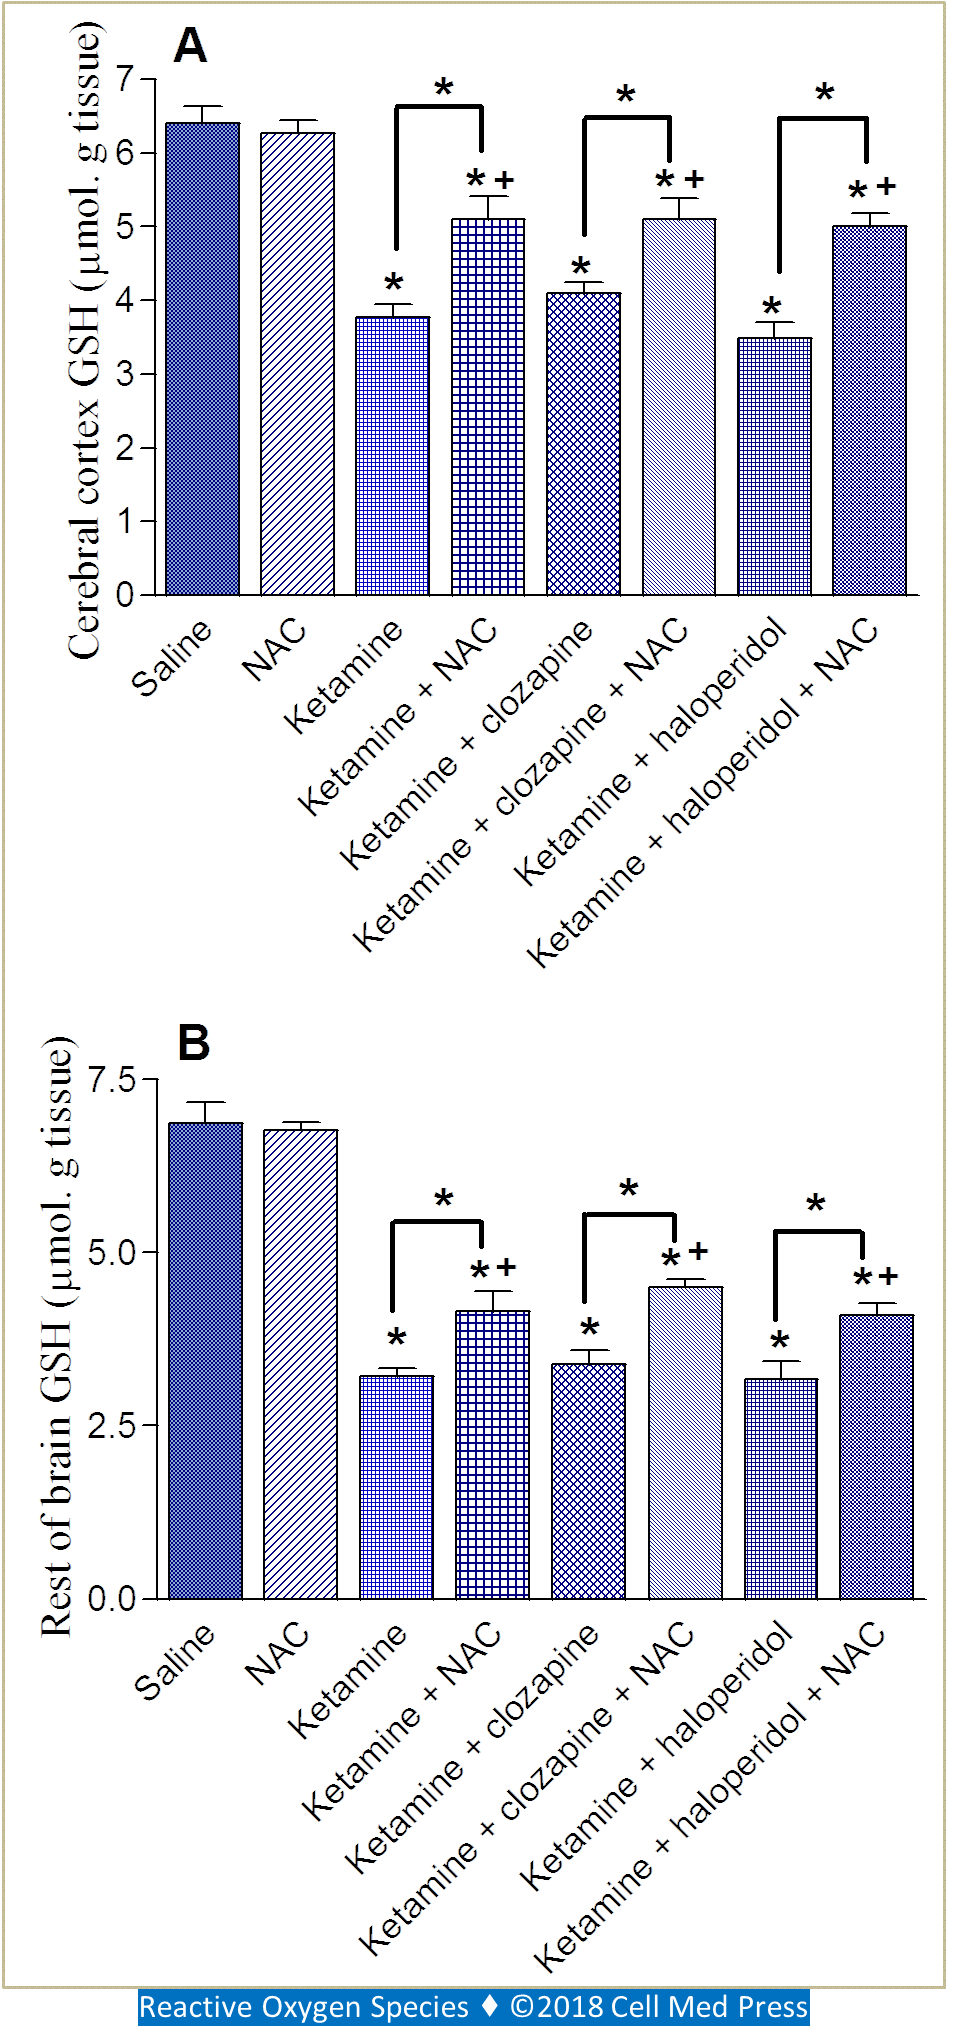 A
Cerebral cortex GSH (µmol. g tissue)
7
6
5
4
3
2
1
0
*
*
*
* +
* +
* +
*
*
*
Saline
NAC
Ketamine
Ketamine + NAC
Ketamine + clozapine
Ketamine + clozapine + NAC
Ketamine + haloperidol
Ketamine + haloperidol + NAC
B
Rest of brain GSH (µmol. g tissue)
7.5
5.0
2.5
0.0
*
*
*
* +
* +
* +
*
*
*
Saline
NAC
Ketamine
Ketamine + NAC
Ketamine + clozapine
Ketamine + clozapine + NAC
Ketamine + haloperidol
Ketamine + haloperidol + NAC
Reactive Oxygen Species ♦ ©2018 Cell Med Press